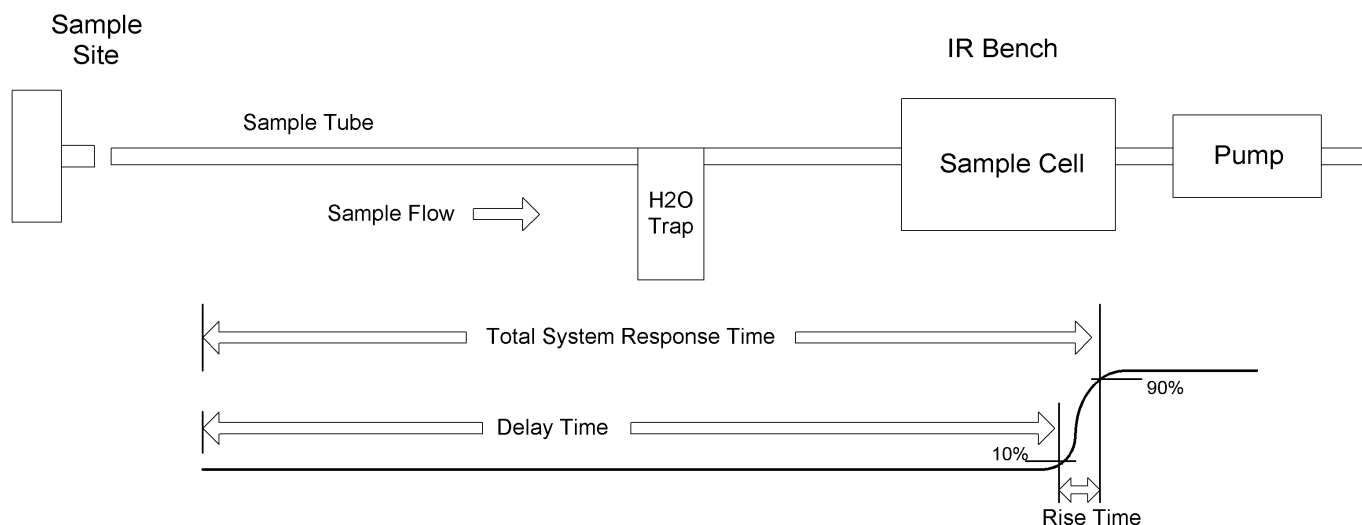 Sample
Site
IR Bench
Sample Tube
Sample Cell
Pump
Sample Flow
H2O
Trap
Total System Response Time
90%
Delay Time
10%
Rise Time